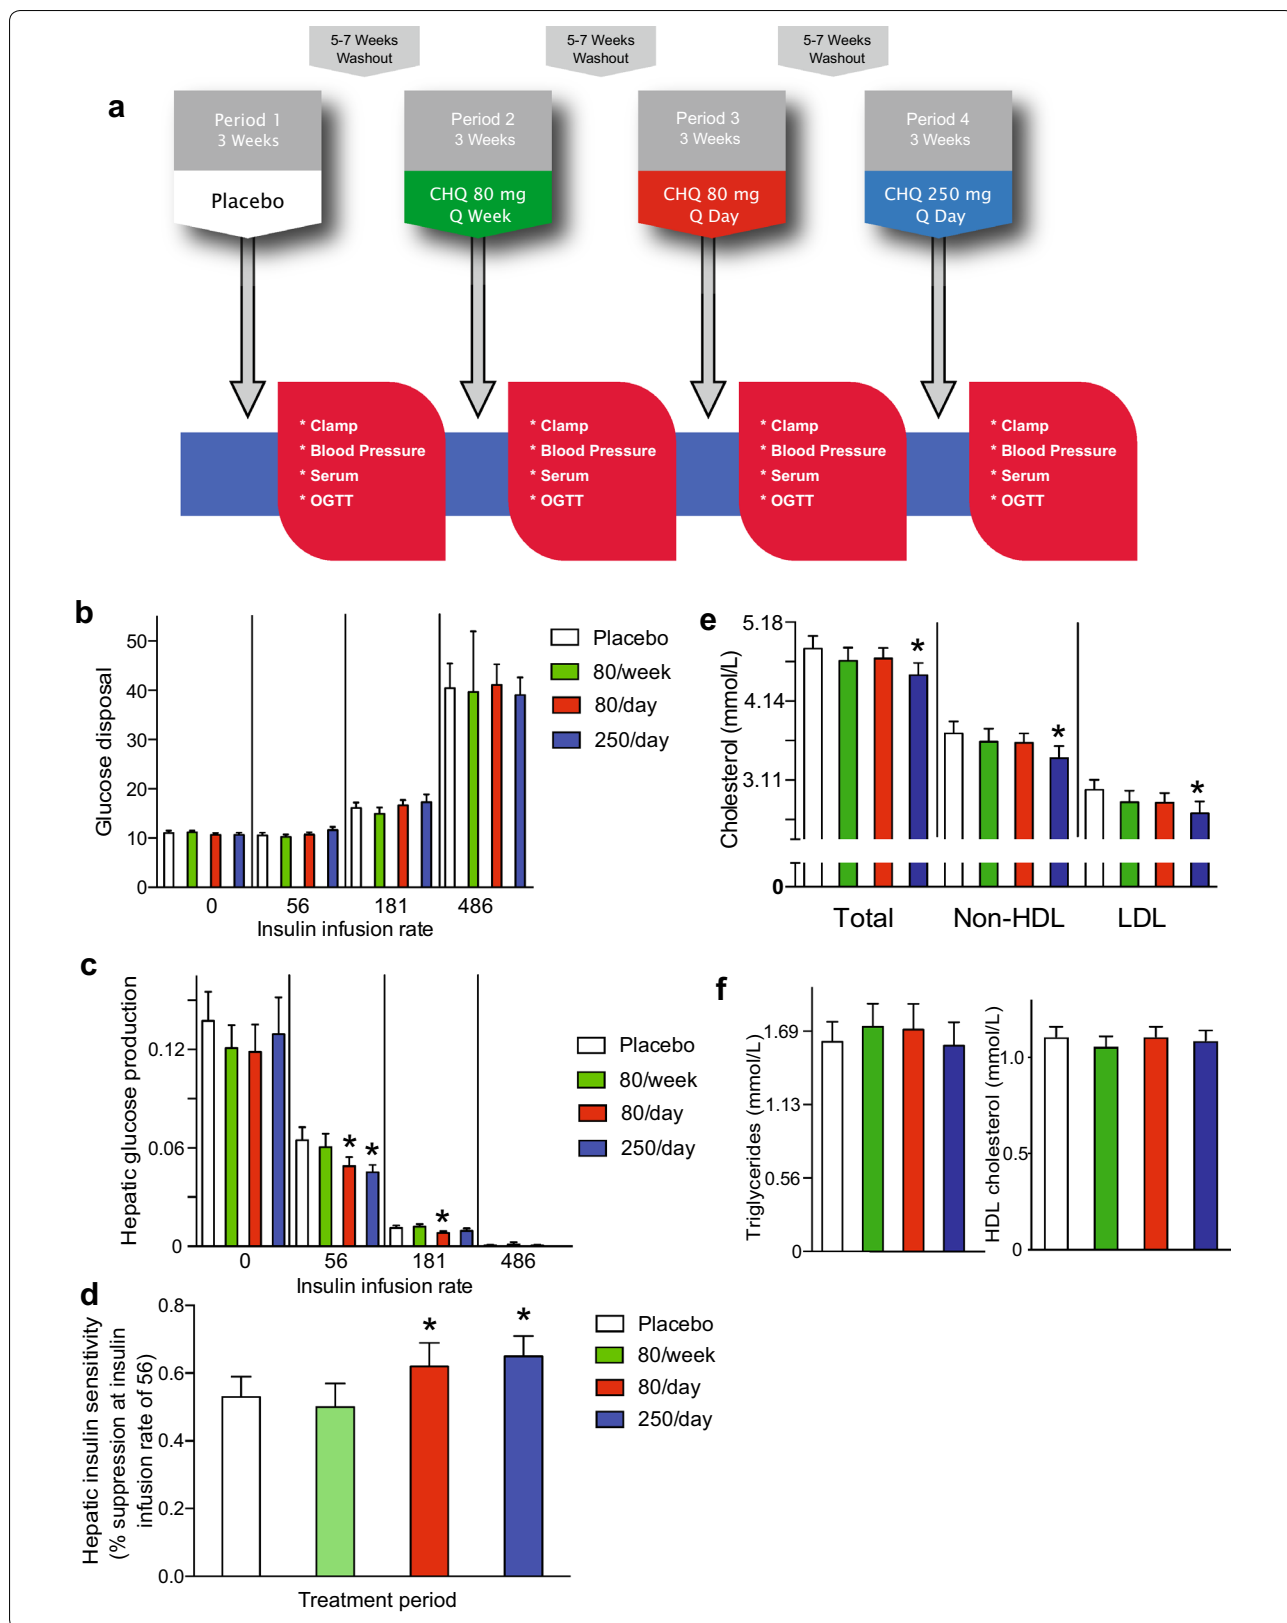 5-7 Weeks
Washout
5-7 Weeks
Washout
5-7 Weeks
Washout
a
Period 1
3 Weeks
Placebo
Period 2
3 Weeks
CHQ 80 mg
Q Week
Period 3
3 Weeks
CHQ 80 mg
Q Day
Period 4
3 Weeks
CHQ 250 mg
Q Day
* Clamp
* Blood Pressure
* Serum
* OGTT
* Clamp
* Blood Pressure
* Serum
* OGTT
* Clamp
* Blood Pressure
* Serum
* OGTT
* Clamp
* Blood Pressure
* Serum
* OGTT
b
Glucose disposal
50
40
30
20
10
0
0 56 181 486
Insulin infusion rate
Placebo
80/week
80/day
250/day
e
Cholesterol (mmol/L)
5.18
4.14
3.11
0
* * *
Total Non-HDL LDL
c
Hepatic glucose production
0.12
0.06
0
* * *
0 56 181 486
Insulin infusion rate
Placebo
80/week
80/day
250/day
f
Triglycerides (mmol/L)
1.69
1.13
0.56
0
HDL cholesterol (mmol/L)
1.0
0.5
0
d
Hepatic insulin sensitivity
(% suppression at insulin
infusion rate of 56)
0.8
0.6
0.4
0.2
0.0
* *
Treatment period
Placebo
80/week
80/day
250/day